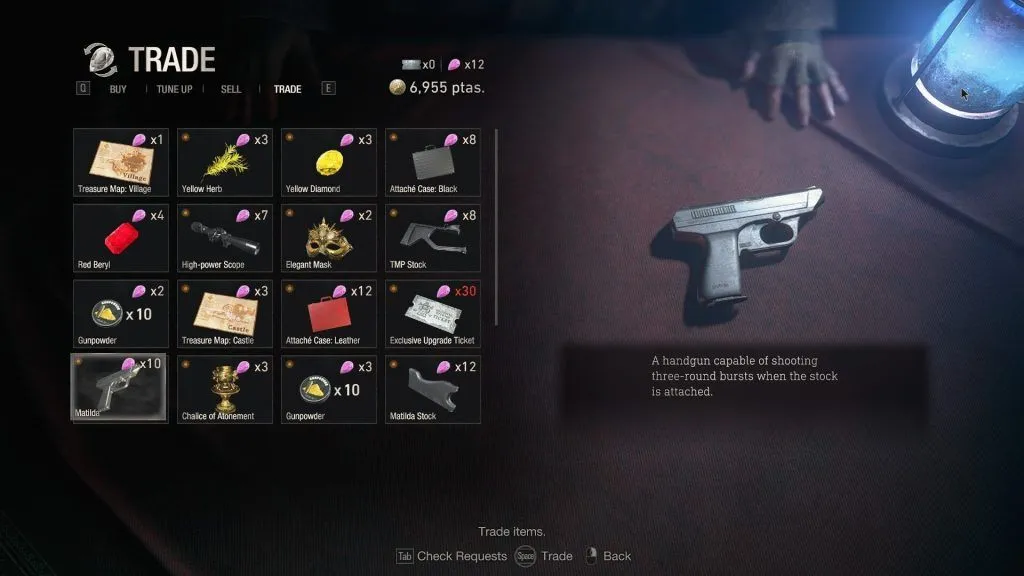 TRADE
x0 x12
6,955 ptas.
Q BUY TUNE UP SELL TRADE E
x1 x3 x3 x8
Treasure Map: Village Yellow Herb Yellow Diamond Attaché Case: Black
x4 x7 x2 x8
Red Beryl High-power Scope Elegant Mask TMP Stock
x2 x3 x12 x30
x 10
Gunpowder Treasure Map: Castle Attaché Case: Leather Exclusive Upgrade Ticket
x10 x3 x3 x12
x 10
Matilda Chalice of Atonement Gunpowder Matilda Stock
A handgun capable of shooting
three-round bursts when the stock
is attached.
Trade items.
Tab Check Requests Space Trade Back